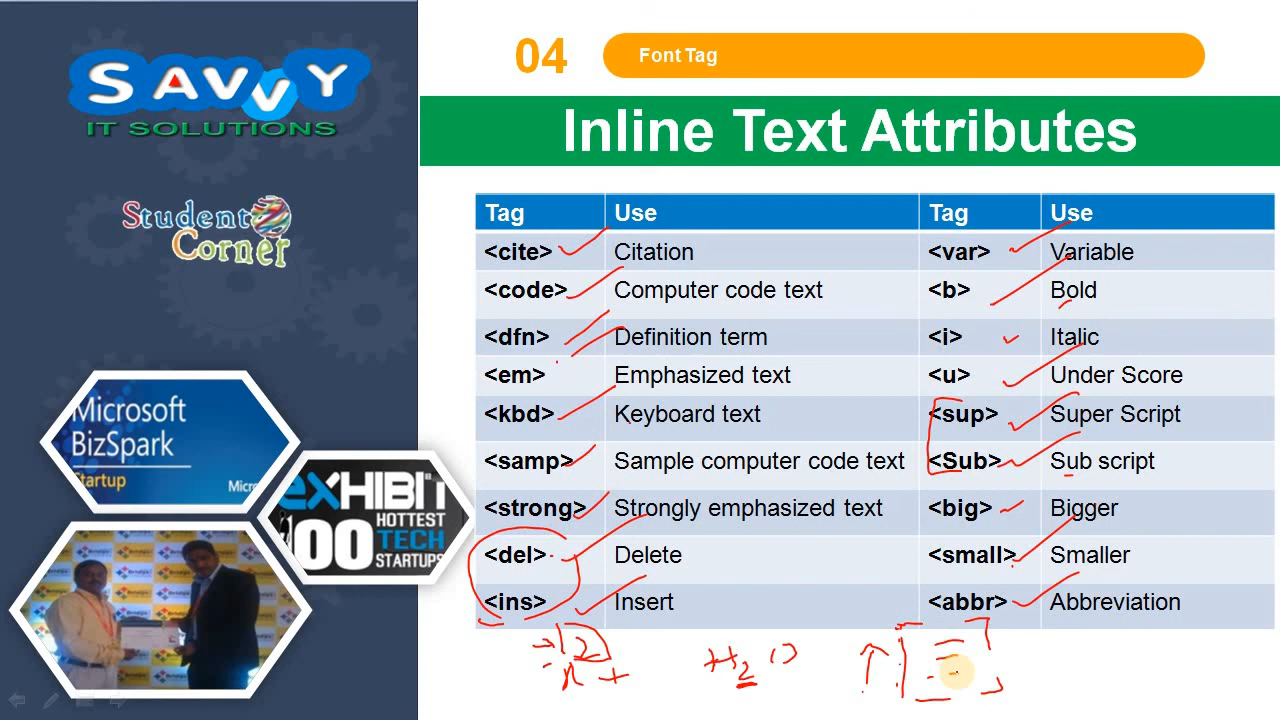 SAVVY
IT SOLUTIONS
Student
Corner
Microsoft
BizSpark
Startup
Micros
eXHIBIT
100
HOTTEST
TECH
STARTUPS
04
Font Tag
Inline Text Attributes
Tag Use Tag Use
<cite> Citation <var> Variable
<code> Computer code text <b> Bold
<dfn> Definition term <i> Italic
<em> Emphasized text <u> Under Score
<kbd> Keyboard text <sup> Super Script
<samp> Sample computer code text <Sub> Sub script
<strong> Strongly emphasized text <big> Bigger
<del> Delete <small> Smaller
<ins> Insert <abbr> Abbreviation
H2O